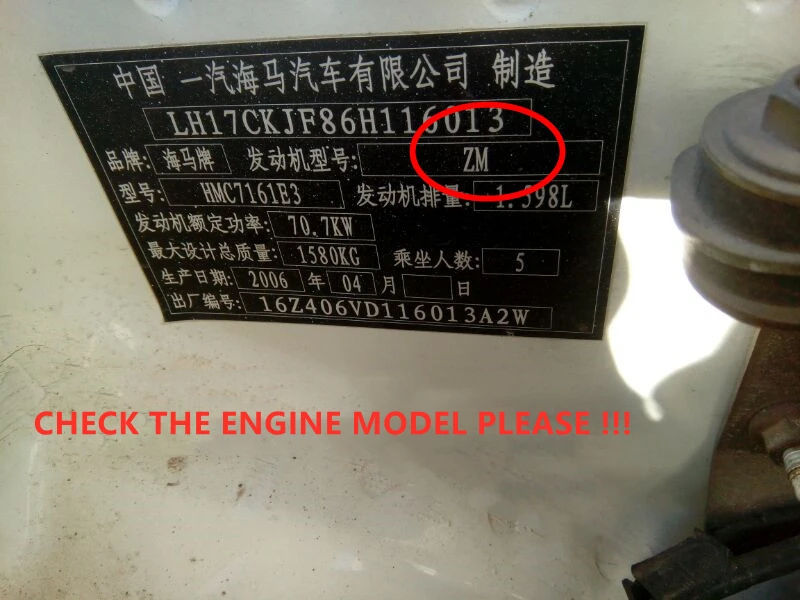 中国 一汽海马汽车有限公司 制造
LH17CKJF86H116013
品牌: 海马牌 发动机型号: ZM
型号: HMC7161E3 发动机排量: 1.598L
发动机额定功率: 70.7KW
最大设计总质量: 1580KG 乘坐人数: 5
生产日期: 2006 年 04 月 日
出厂编号: 16Z406VD116013A2W
CHECK THE ENGINE MODEL PLEASE !!!